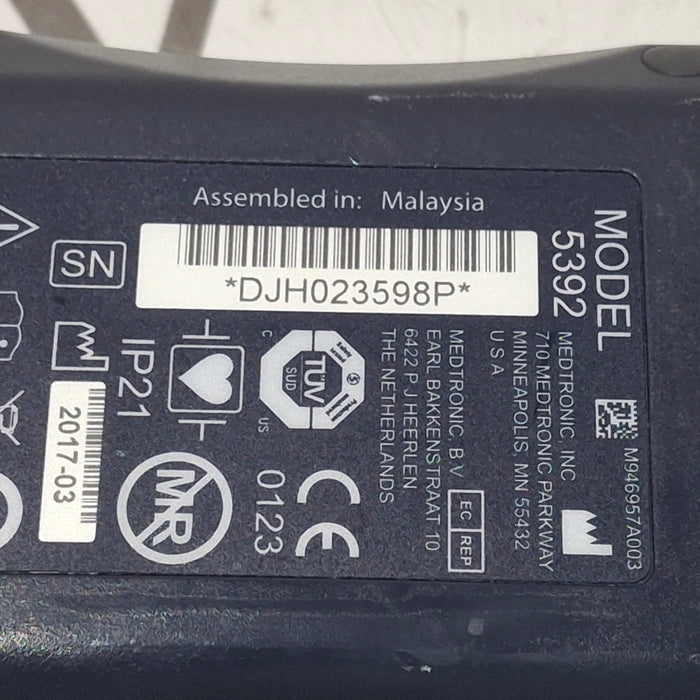 Assembled in: Malaysia
SN
*DJH023598P*
MODEL
5392
MEDTRONIC, INC
710 MEDTRONIC PARKWAY
MINNEAPOLIS, MN 55432
U S A
M946957A003
MEDTRONIC, B.V.
EARL BAKKENSTRAAT 10
6422 PJ HEERLEN
THE NETHERLANDS
EC REP
TÜV
SUD
C
US
IP21
2017-03
MR
CE
0123